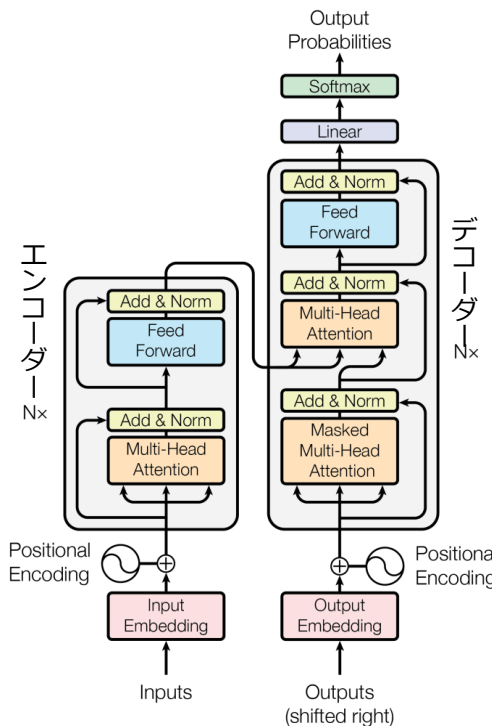 Output
Probabilities
Softmax
Linear
Add & Norm
Feed
Forward
Add & Norm
Multi-Head
Attention
デコーダー
N×
Add & Norm
Masked
Multi-Head
Attention
エンコーダー
N×
Add & Norm
Feed
Forward
Add & Norm
Multi-Head
Attention
Positional
Encoding
Positional
Encoding
Input
Embedding
Output
Embedding
Inputs
Outputs
(shifted right)